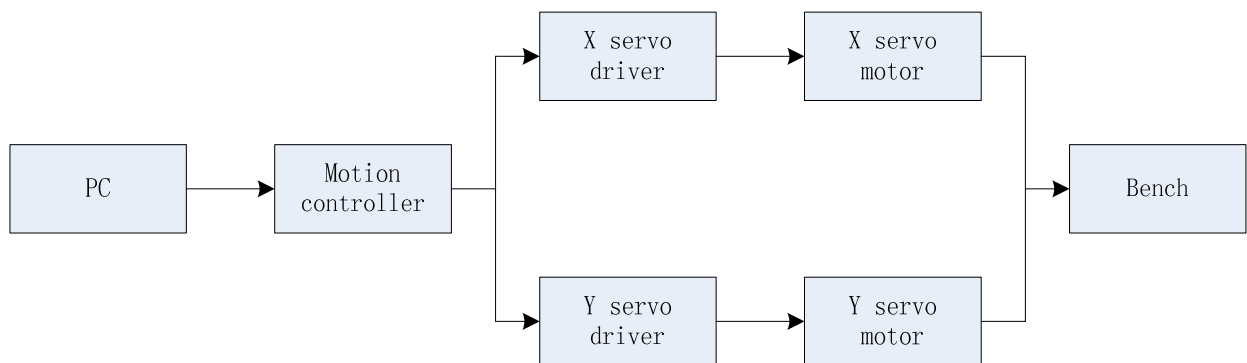 X servo
driver
X servo
motor
PC
Motion
controller
Bench
Y servo
driver
Y servo
motor